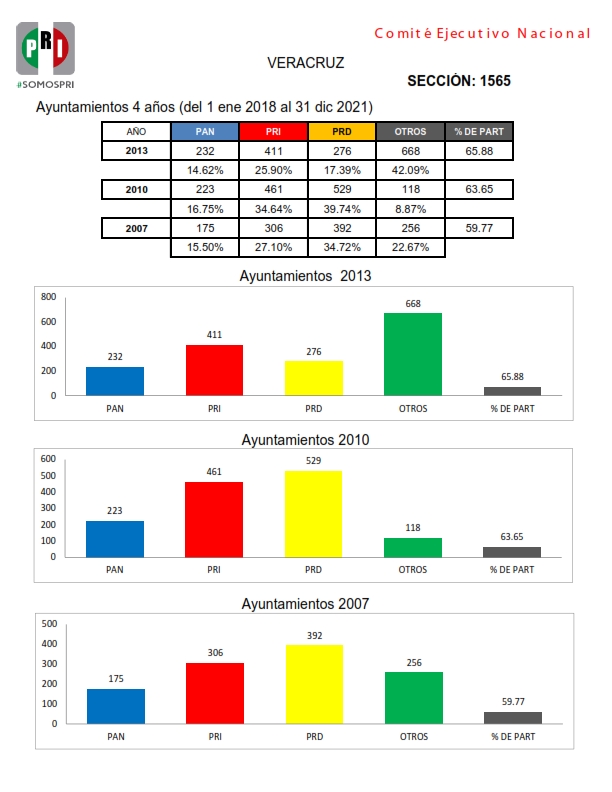 PRI
#SOMOSPRI
Comité Ejecutivo Nacional
VERACRUZ
SECCIÓN: 1565
Ayuntamientos 4 años (del 1 ene 2018 al 31 dic 2021)
AÑO PAN PRI PRD OTROS % DE PART
2013 232 411 276 668 65.88
14.62% 25.90% 17.39% 42.09%
2010 223 461 529 118 63.65
16.75% 34.64% 39.74% 8.87%
2007 175 306 392 256 59.77
15.50% 27.10% 34.72% 22.67%
Ayuntamientos 2013
800
600
400
200
0
232 411 276 668 65.88
PAN PRI PRD OTROS % DE PART
Ayuntamientos 2010
600
500
400
300
200
100
0
223 461 529 118 63.65
PAN PRI PRD OTROS % DE PART
Ayuntamientos 2007
500
400
300
200
100
0
175 306 392 256 59.77
PAN PRI PRD OTROS % DE PART